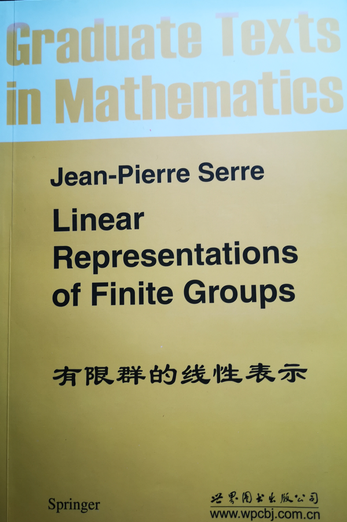 Graduate Texts
in Mathematics
Jean-Pierre Serre
Linear
Representations
of Finite Groups
有限群的线性表示
Springer
世界图书出版公司
www.wpcbj.com.cn